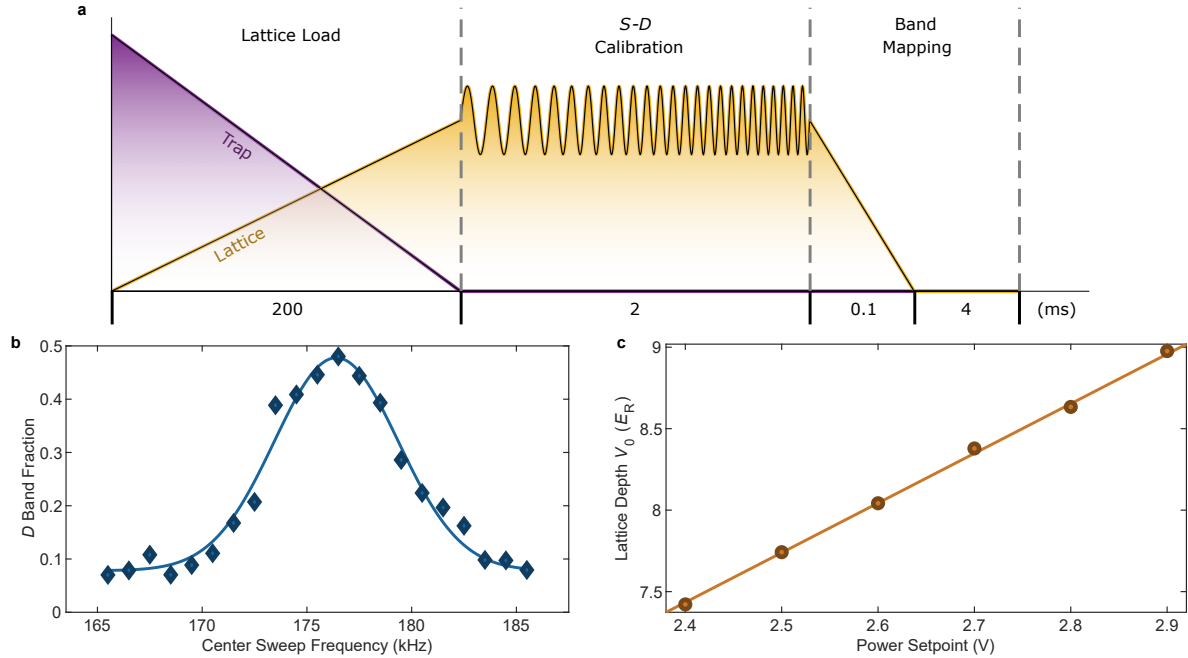 a
Lattice Load
S-D
Calibration
Band
Mapping
Trap
Lattice
200
2
0.1
4
(ms)
b
0.5
0.4
0.3
0.2
0.1
0
D Band Fraction
165
170
175
180
185
Center Sweep Frequency (kHz)
c
9
8.5
8
7.5
Lattice Depth V0 (ER)
2.4
2.5
2.6
2.7
2.8
2.9
Power Setpoint (V)